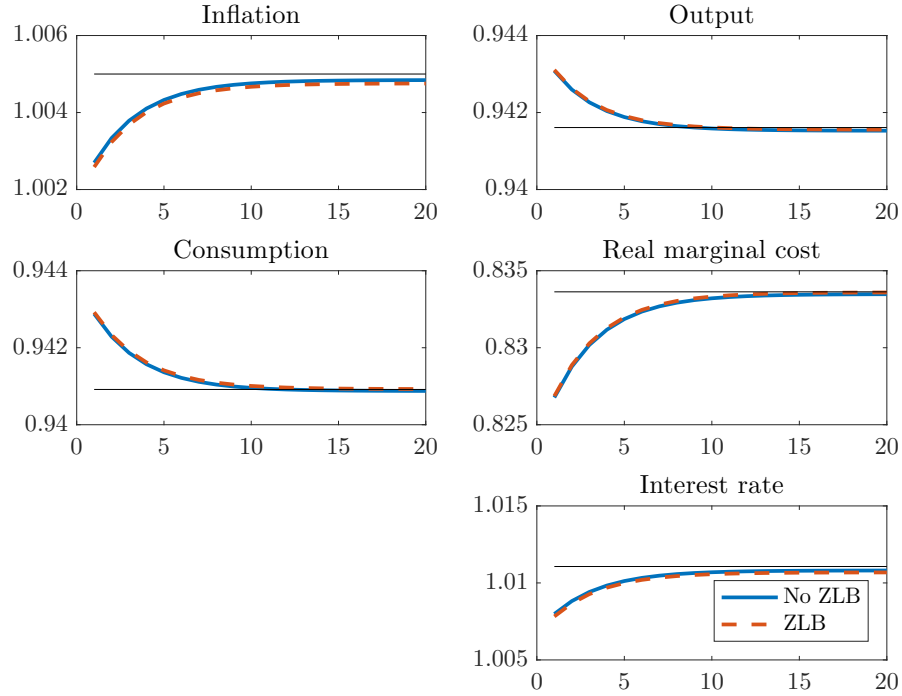 Inflation
1.006
1.004
1.002
0 5 10 15 20
Output
0.944
0.942
0.94
0 5 10 15 20
Consumption
0.944
0.942
0.94
0 5 10 15 20
Real marginal cost
0.835
0.83
0.825
0 5 10 15 20
Interest rate
1.015
1.01
1.005
0 5 10 15 20
No ZLB
ZLB